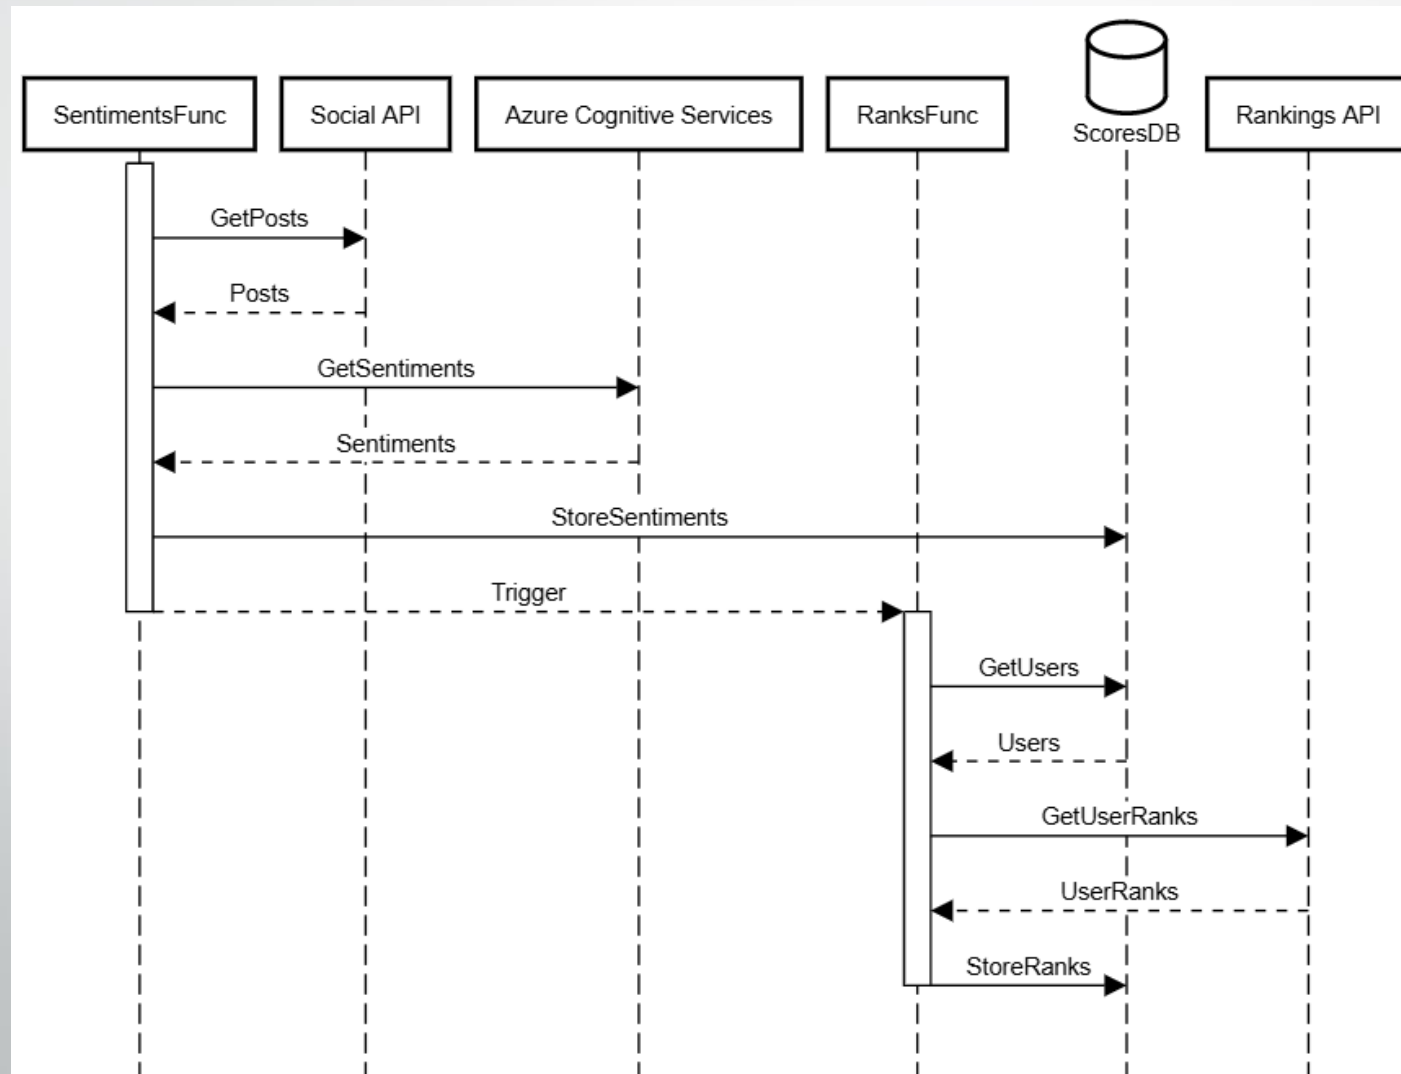 SentimentsFunc
Social API
Azure Cognitive Services
RanksFunc
ScoresDB
Rankings API
GetPosts
Posts
GetSentiments
Sentiments
StoreSentiments
Trigger
GetUsers
Users
GetUserRanks
UserRanks
StoreRanks